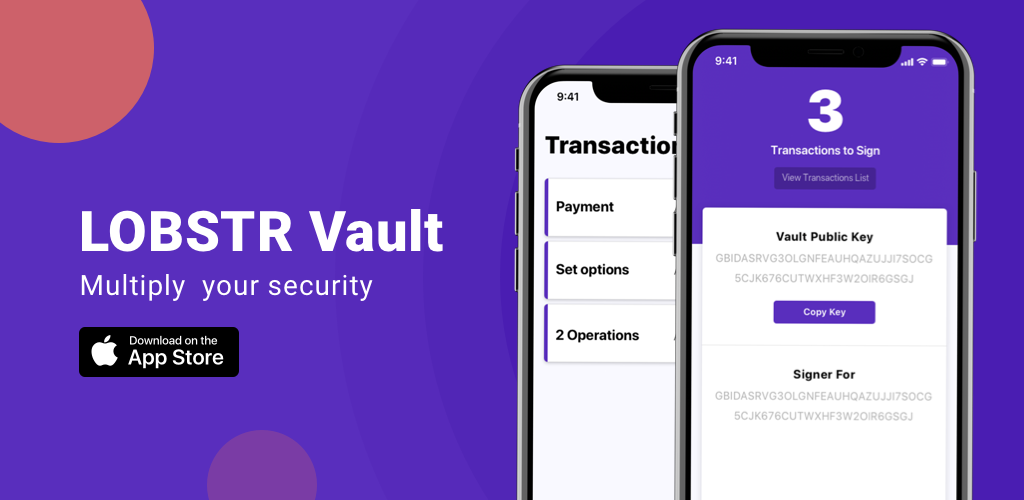 LOBSTR Vault
Multiply your security
Download on the
App Store
9:41
Transaction
Payment
Set options
2 Operations
9:41
3
Transactions to Sign
View Transactions List
Vault Public Key
GBIDASRVG3OLGNFEAUHQAZUJJI7SOCG
5CJK676CUTWXHF3W2OIR6GSGJ
Copy Key
Signer For
GBIDASRVG3OLGNFEAUHQAZUJJI7SOCG
5CJK676CUTWXHF3W2OIR6GSGJ